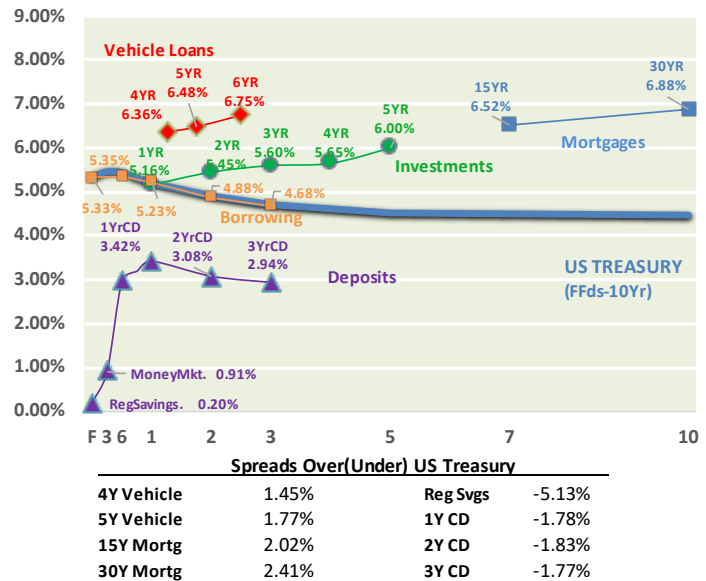 9.00%
8.00%
7.00%
6.00%
5.00%
4.00%
3.00%
2.00%
1.00%
0.00%
Vehicle Loans
4YR
6.36%
5YR
6.48%
6YR
6.75%
15YR
6.52%
30YR
6.88%
Mortgages
1YR
5.16%
2YR
5.45%
3YR
5.60%
4YR
5.65%
5YR
6.00%
Investments
5.35%
5.33%
5.23%
4.88%
4.68%
Borrowing
1YrCD
3.42%
2YrCD
3.08%
3YrCD
2.94%
Deposits
US TREASURY
(FFds-10Yr)
MoneyMkt. 0.91%
RegSavings. 0.20%
F 3 6 1 2 3 5 7 10
Spreads Over(Under) US Treasury
4Y Vehicle 1.45% Reg Svgs -5.13%
5Y Vehicle 1.77% 1Y CD -1.78%
15Y Mortg 2.02% 2Y CD -1.83%
30Y Mortg 2.41% 3Y CD -1.77%